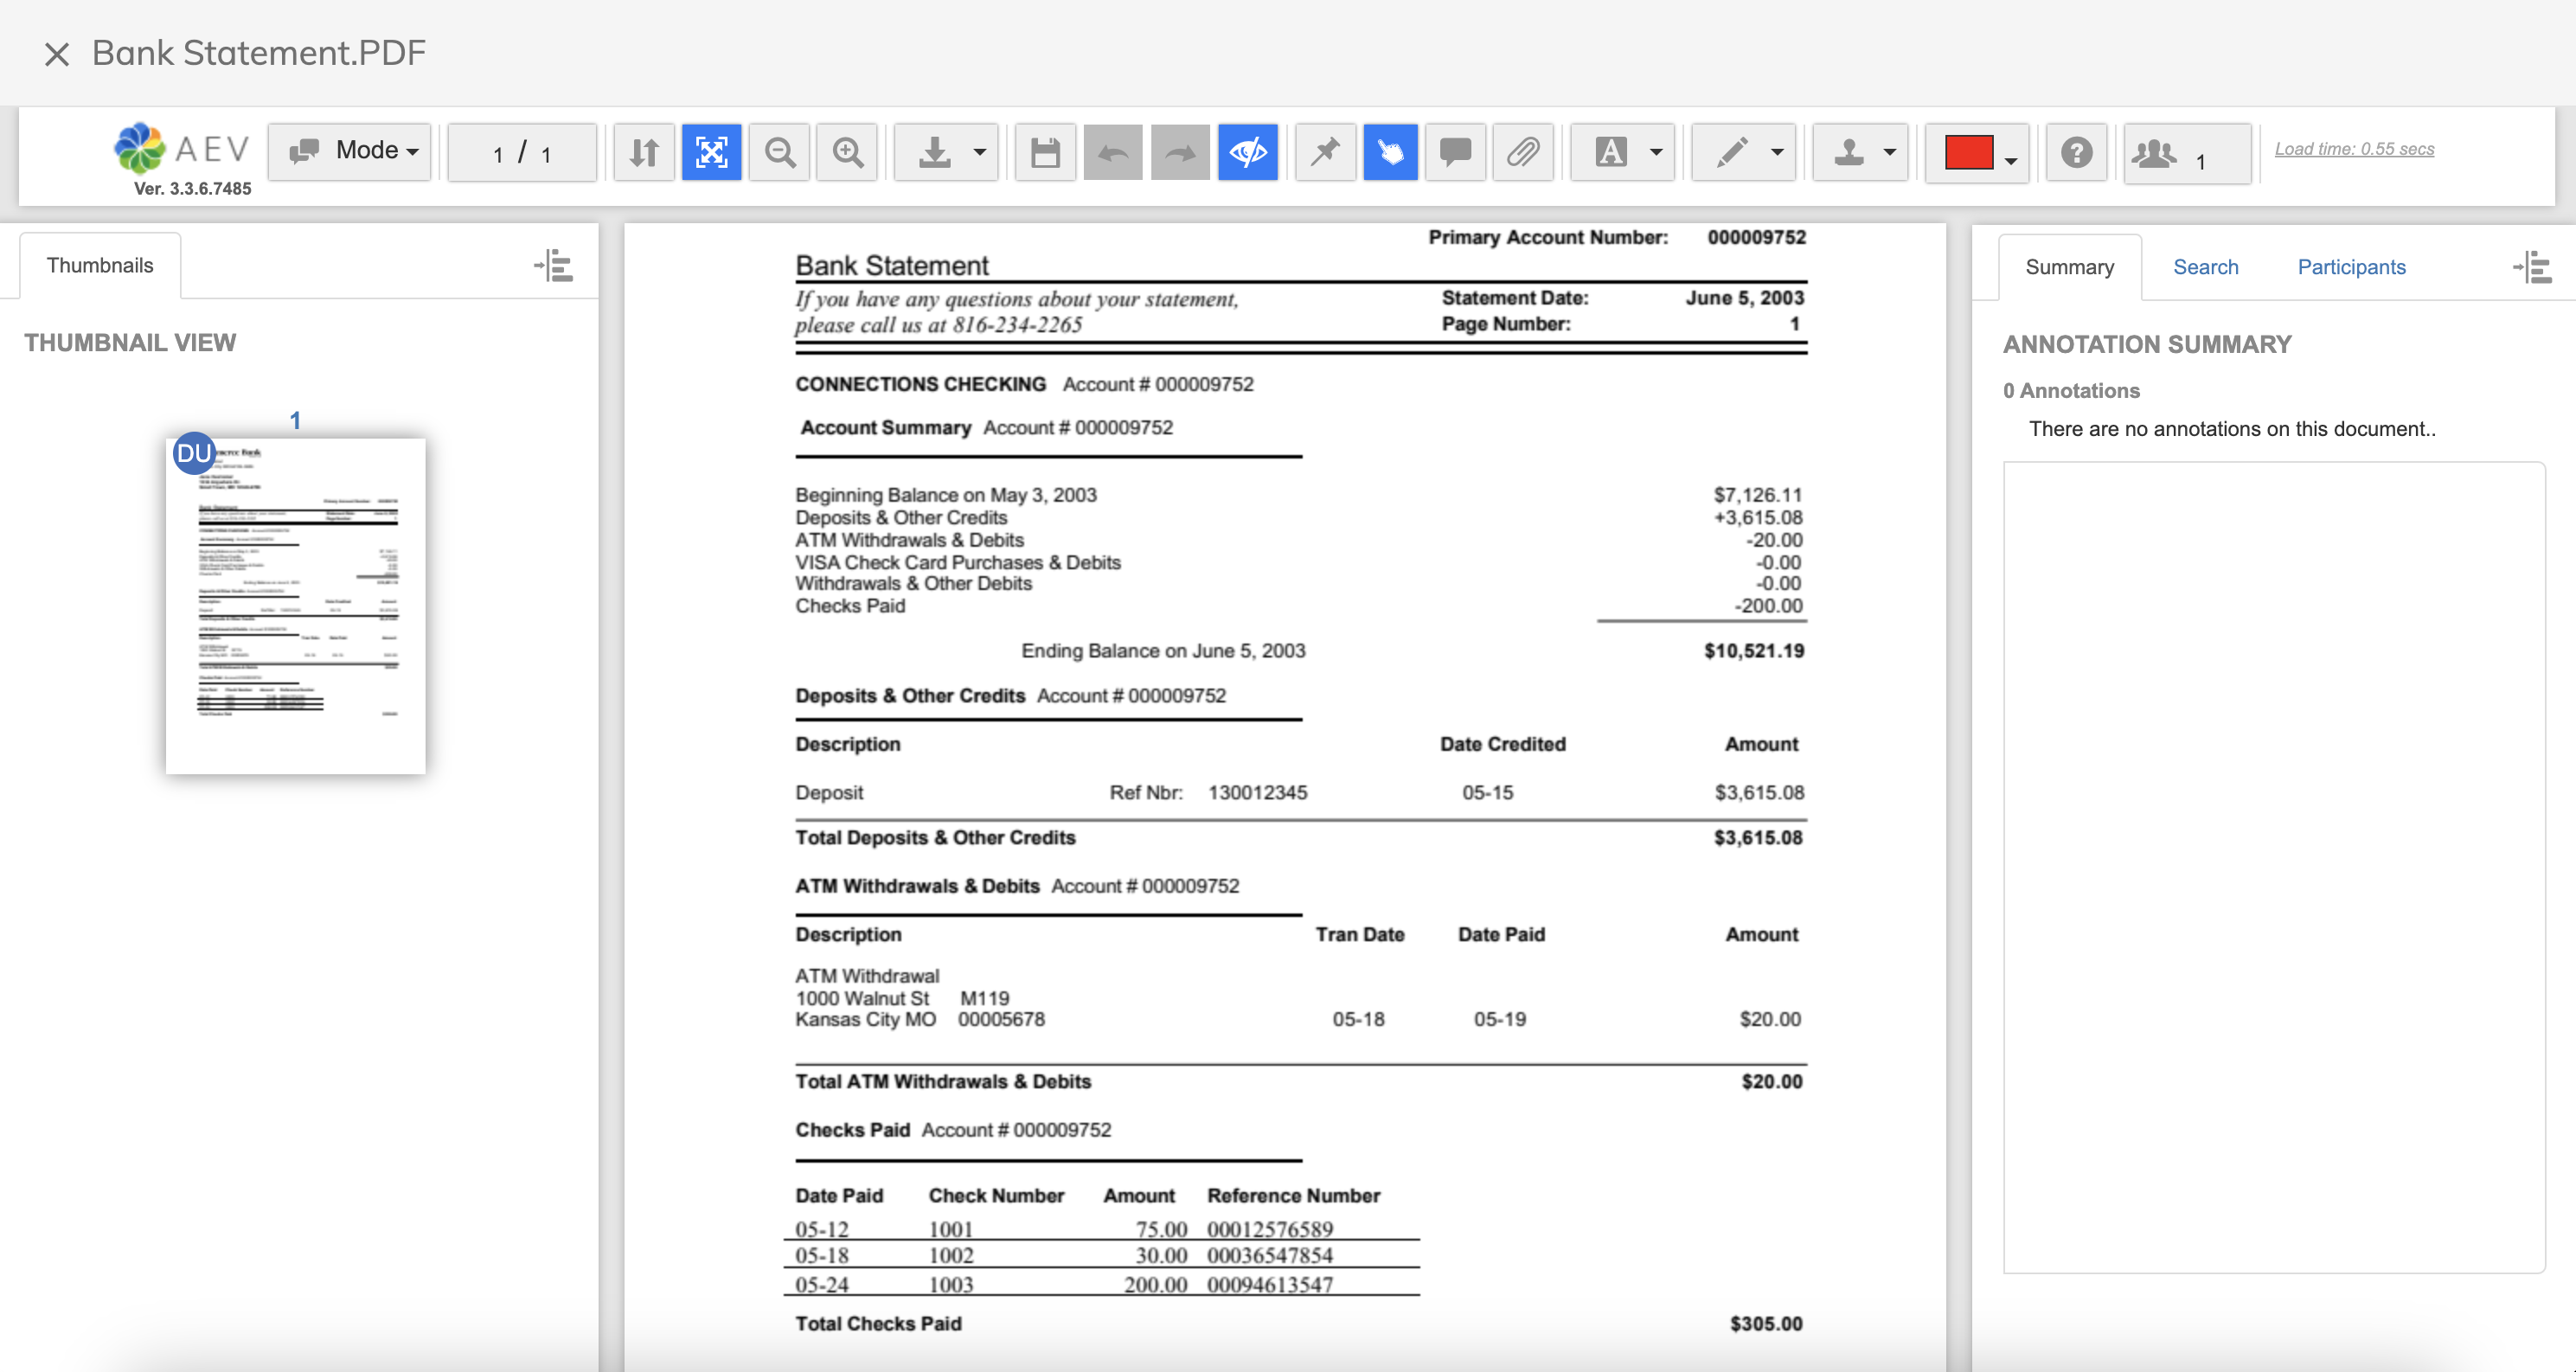 Bank Statement.PDF
AEV
Ver. 3.3.6.7485
Mode
1 / 1
1
Load time: 0.55 secs
Thumbnails
THUMBNAIL VIEW
1
DU
Primary Account Number: 000009752
Bank Statement
If you have any questions about your statement,
please call us at 816-234-2265
Statement Date: June 5, 2003
Page Number: 1
CONNECTIONS CHECKING Account # 000009752
Account Summary Account # 000009752
Beginning Balance on May 3, 2003 $7,126.11
Deposits & Other Credits +3,615.08
ATM Withdrawals & Debits -20.00
VISA Check Card Purchases & Debits -0.00
Withdrawals & Other Debits -0.00
Checks Paid -200.00
Ending Balance on June 5, 2003 $10,521.19
Deposits & Other Credits Account # 000009752
Description Date Credited Amount
Deposit Ref Nbr: 130012345 05-15 $3,615.08
Total Deposits & Other Credits $3,615.08
ATM Withdrawals & Debits Account # 000009752
Description Tran Date Date Paid Amount
ATM Withdrawal
1000 Walnut St M119
Kansas City MO 00005678 05-18 05-19 $20.00
Total ATM Withdrawals & Debits $20.00
Checks Paid Account # 000009752
Date Paid Check Number Amount Reference Number
05-12 1001 75.00 00012576589
05-18 1002 30.00 00036547854
05-24 1003 200.00 00094613547
Total Checks Paid $305.00
Summary
Search
Participants
ANNOTATION SUMMARY
0 Annotations
There are no annotations on this document..